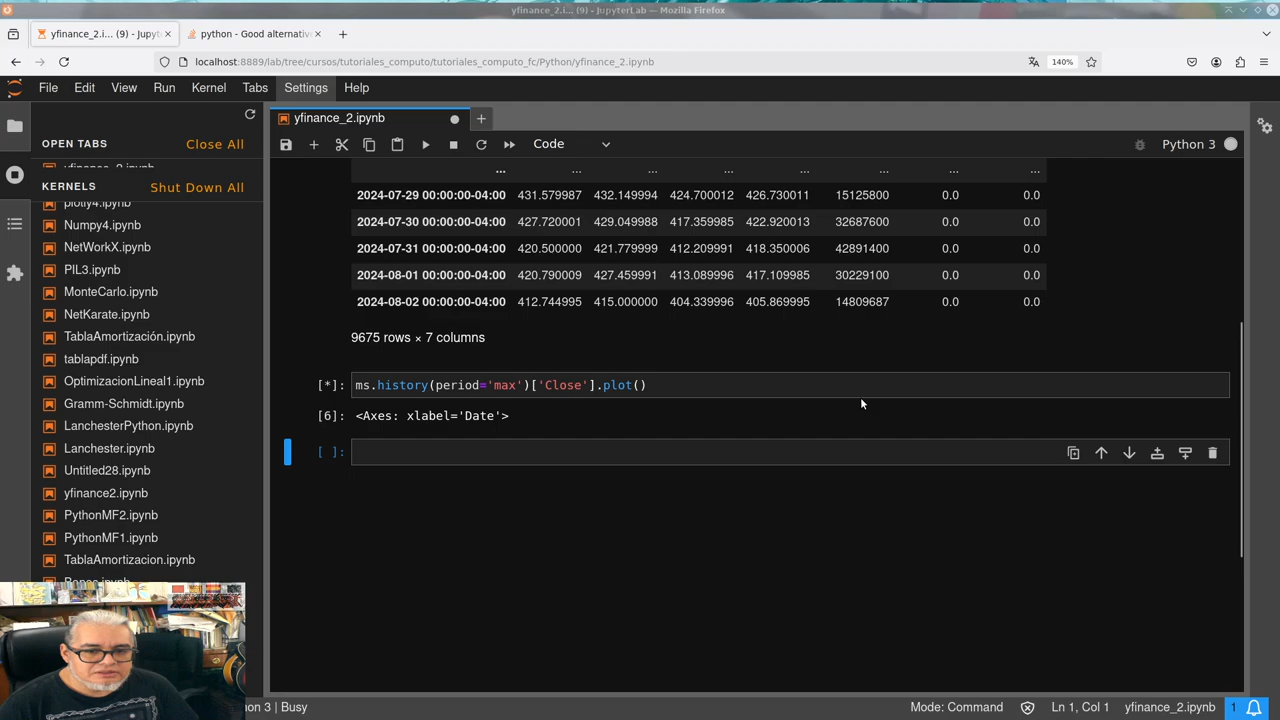 yfinance_2.i... (9) - JupyterLab — Mozilla Firefox
yfinance_2.i... (9) - Jupyt
python - Good alternativ
localhost:8889/lab/tree/cursos/tutoriales_computo/tutoriales_computo_fc/Python/yfinance_2.ipynb
140%
File Edit View Run Kernel Tabs Settings Help
yfinance_2.ipynb
OPEN TABS Close All
Code
Python 3
yfinance_2.ipynb
KERNELS Shut Down All
plotly4.ipynb
Numpy4.ipynb
NetWorkX.ipynb
PIL3.ipynb
MonteCarlo.ipynb
NetKarate.ipynb
TablaAmortización.ipynb
tablapdf.ipynb
OptimizacionLineal1.ipynb
Gramm-Schmidt.ipynb
LanchesterPython.ipynb
Lanchester.ipynb
Untitled28.ipynb
yfinance2.ipynb
PythonMF2.ipynb
PythonMF1.ipynb
TablaAmortizacion.ipynb
... ... ... ... ... ... ... ...
2024-07-29 00:00:00-04:00 431.579987 432.149994 424.700012 426.730011 15125800 0.0 0.0
2024-07-30 00:00:00-04:00 427.720001 429.049988 417.359985 422.920013 32687600 0.0 0.0
2024-07-31 00:00:00-04:00 420.500000 421.779999 412.209991 418.350006 42891400 0.0 0.0
2024-08-01 00:00:00-04:00 420.790009 427.459991 413.089996 417.109985 30229100 0.0 0.0
2024-08-02 00:00:00-04:00 412.744995 415.000000 404.339996 405.869995 14809687 0.0 0.0
9675 rows × 7 columns
[*]: ms.history(period='max')['Close'].plot()
[6]: <Axes: xlabel='Date'>
[ ]:
n 3 | Busy
Mode: Command
Ln 1, Col 1
yfinance_2.ipynb
1